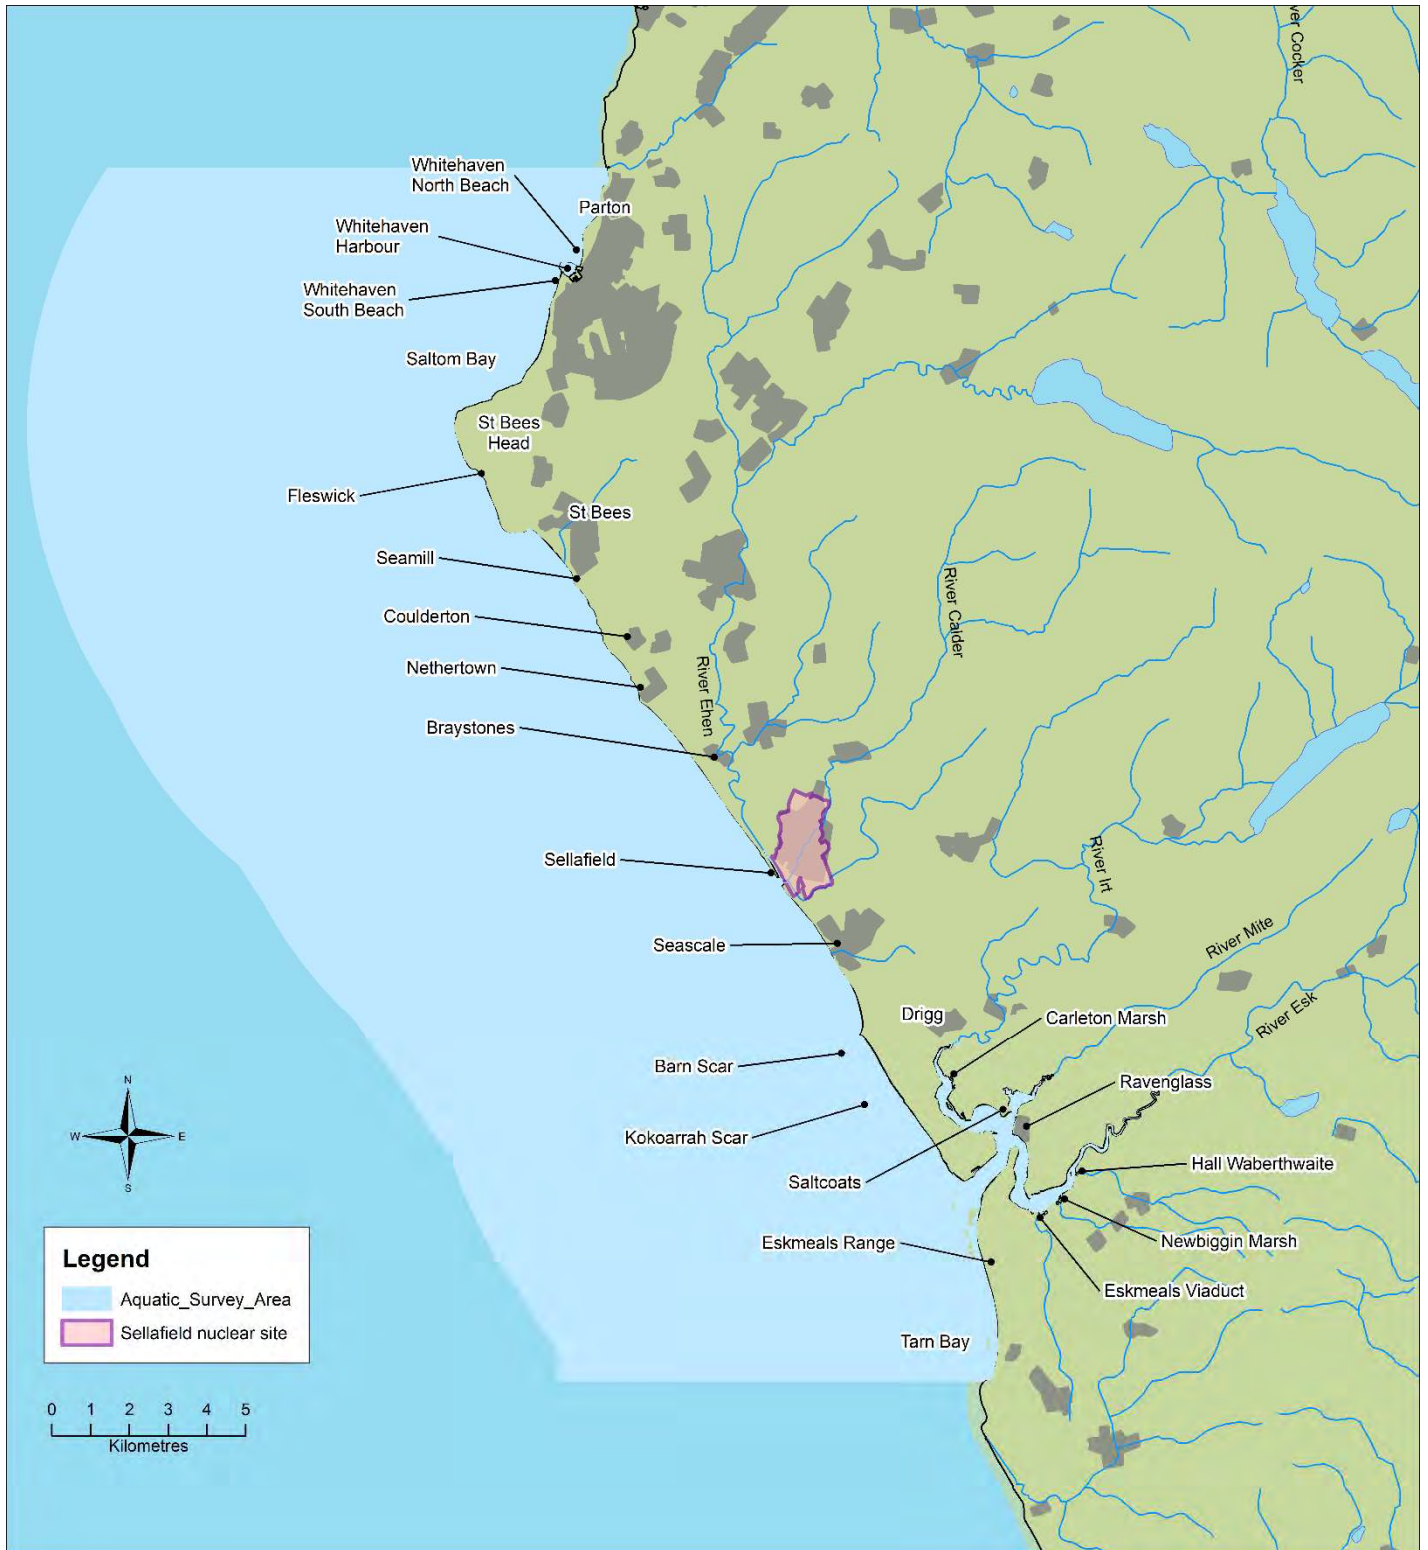 ver Cocker
Whitehaven
North Beach
Parton
Whitehaven
Harbour
Whitehaven
South Beach
Saltom Bay
St Bees
Head
Fleswick
St Bees
Seamill
River Calder
Coulderton
Nethertown
River Ehen
Braystones
Sellafield
River Irt
Seascale
River Mite
Drigg
Carleton Marsh
River Esk
Barn Scar
Ravenglass
N
W
E
S
Kokoarrah Scar
Hall Waberthwaite
Saltcoats
Eskmeals Range
Newbiggin Marsh
Eskmeals Viaduct
Tarn Bay
Legend
Aquatic_Survey_Area
Sellafield nuclear site
0 1 2 3 4 5
Kilometres